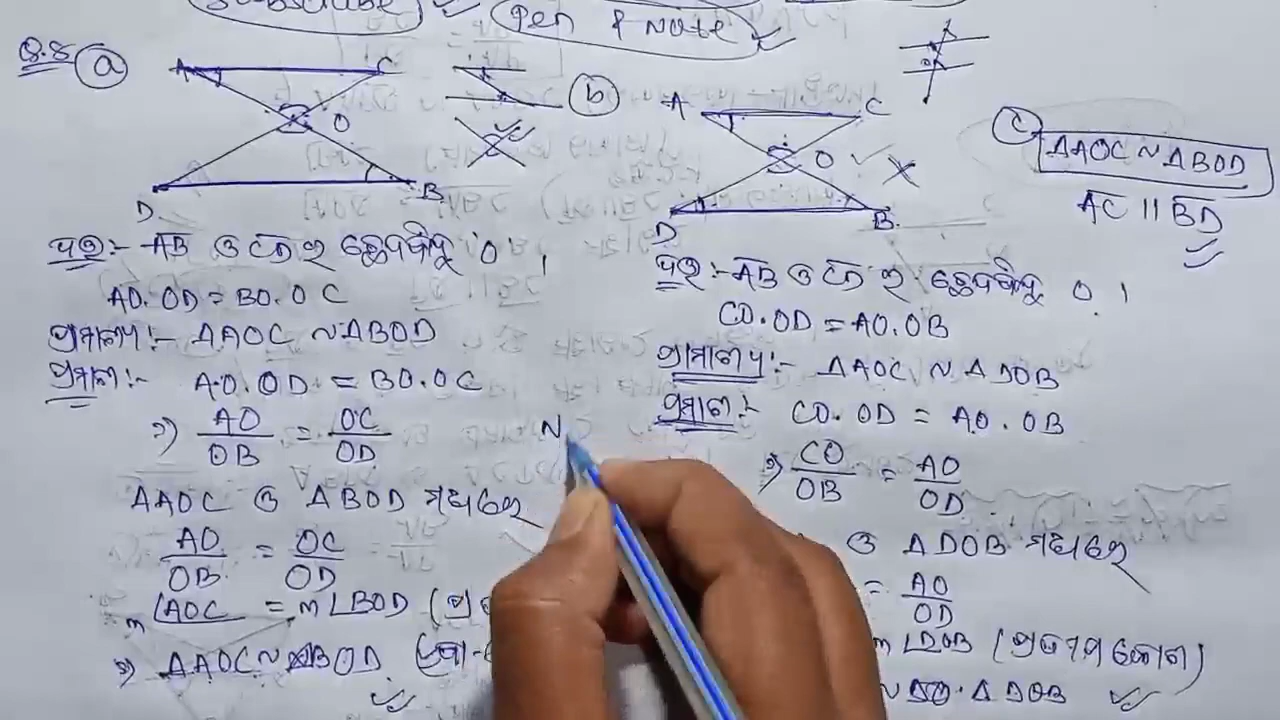 Subscribe
Pen & Note
Q.8 (a)
A C
O
D B
ଦତ୍ତ:- AB ଓ CD ର ଛେଦବିନ୍ଦୁ O ।
AO.OD = BO.OC
ପ୍ରାମାଣ୍ୟ:- ΔAOC ~ ΔBOD
ପ୍ରମାଣ:- AO.OD = BO.OC
⇒) AO/OB = OC/OD
ΔAOC ଓ ΔBOD ମଧ୍ୟରେ
AO/OB = OC/OD
m∠AOC = m∠BOD
⇒) ΔAOC ~ ΔBOD
(b)
A C
O
D B
ଦତ୍ତ:- AB ଓ CD ର ଛେଦବିନ୍ଦୁ O ।
CO.OD = AO.OB
ପ୍ରାମାଣ୍ୟ:- ΔAOC ~ ΔDOB
ପ୍ରମାଣ:- CO.OD = AO.OB
⇒) CO/OB = AO/OD
ଓ ΔDOB ମଧ୍ୟରେ
= AO/OD
m∠DOB (ପ୍ରତୀପ କୋଣ)
~ ΔDOB
(c) ΔAOC ~ ΔBOD
AC || BD
N